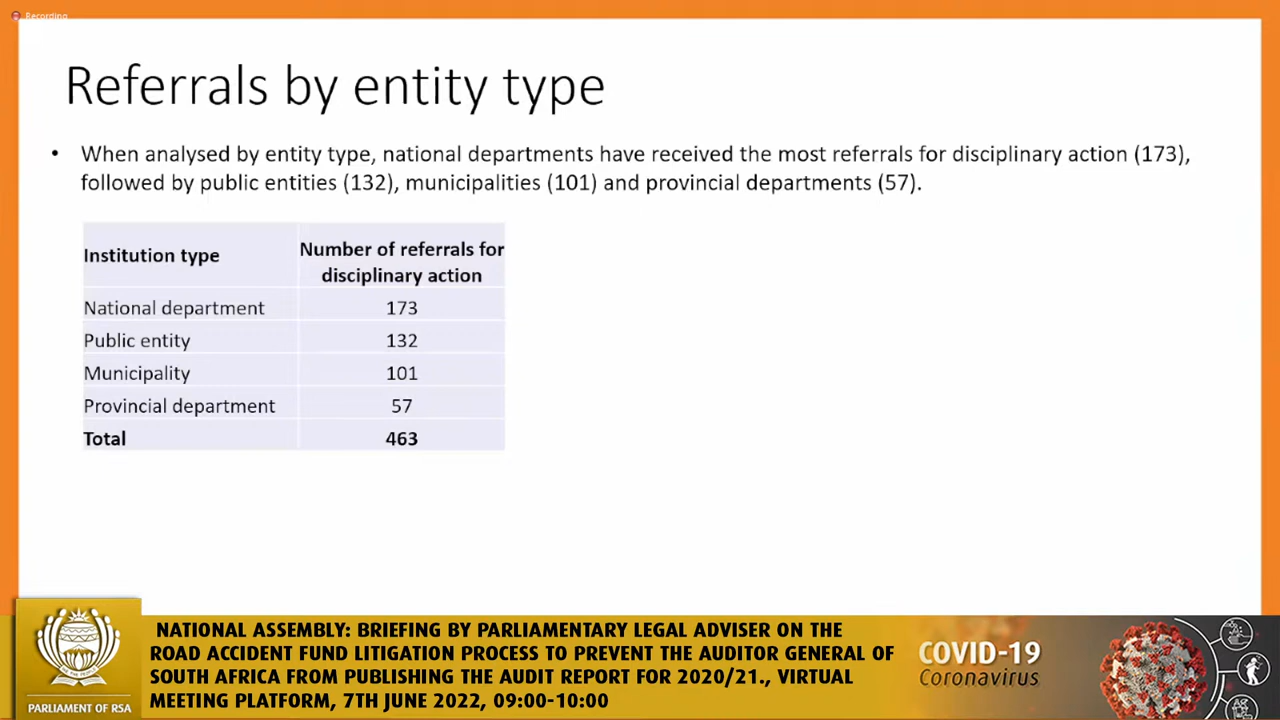 Recording
Referrals by entity type
• When analysed by entity type, national departments have received the most referrals for disciplinary action (173),
followed by public entities (132), municipalities (101) and provincial departments (57).
Institution type
Number of referrals for
disciplinary action
National department 173
Public entity 132
Municipality 101
Provincial department 57
Total 463
NATIONAL ASSEMBLY: BRIEFING BY PARLIAMENTARY LEGAL ADVISER ON THE
ROAD ACCIDENT FUND LITIGATION PROCESS TO PREVENT THE AUDITOR GENERAL OF
SOUTH AFRICA FROM PUBLISHING THE AUDIT REPORT FOR 2020/21., VIRTUAL
MEETING PLATFORM, 7TH JUNE 2022, 09:00-10:00
PARLIAMENT OF RSA
COVID-19
Coronavirus